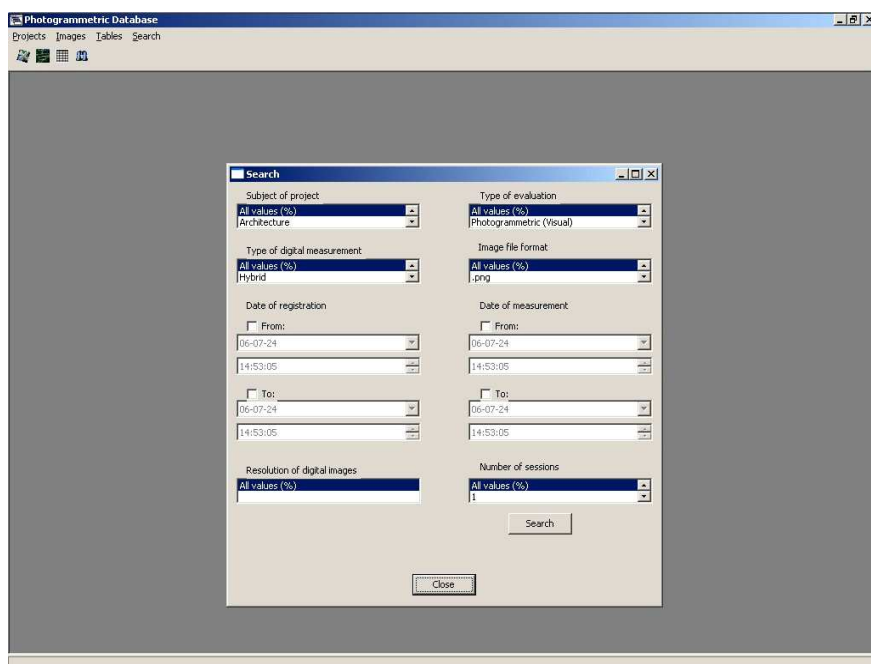 Photogrammetric Database
Projects Images Tables Search
Search
Subject of project Type of evaluation
All values (%) All values (%)
Architecture Photogrammetric (Visual)
Type of digital measurement Image file format
All values (%) All values (%)
Hybrid .png
Date of registration Date of measurement
From: From:
06-07-24 06-07-24
14:53:05 14:53:05
To: To:
06-07-24 06-07-24
14:53:05 14:53:05
Resolution of digital images Number of sessions
All values (%) All values (%)
1
Search
Close